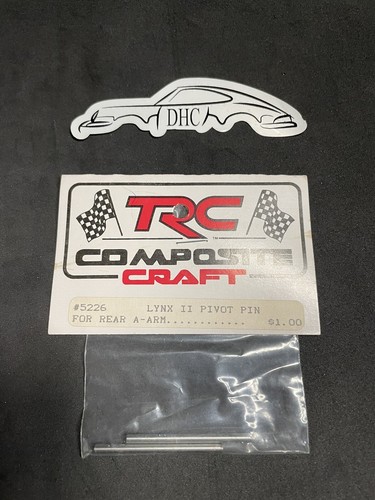 DHC
TRC
COMPOSITE
CRAFT
#5226 LYNX II PIVOT PIN
FOR REAR A-ARM............ $1.00